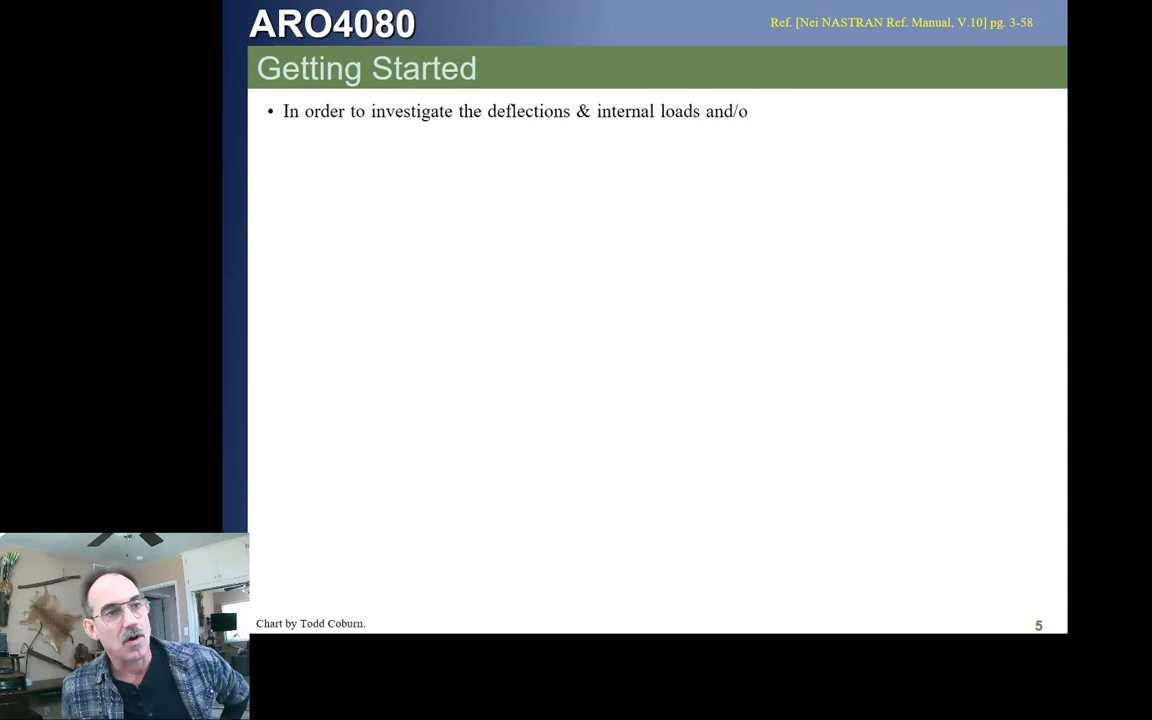 ARO4080
Ref. [Nei NASTRAN Ref. Manual, V.10] pg. 3-58
Getting Started
• In order to investigate the deflections & internal loads and/o
Chart by Todd Coburn.
5